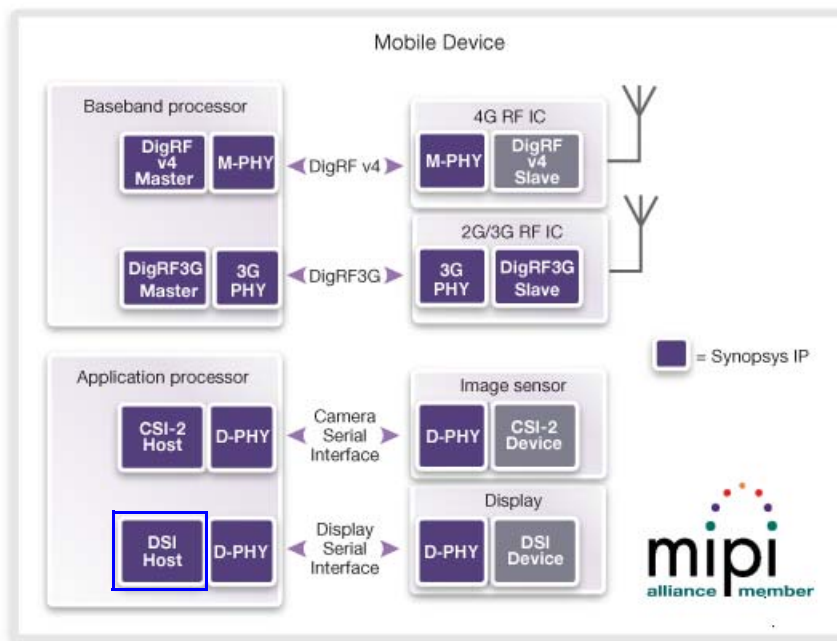 Mobile Device
Baseband processor
DigRF
v4
Master
M-PHY
DigRF v4
4G RF IC
M-PHY
DigRF
v4
Slave
DigRF3G
Master
3G
PHY
DigRF3G
2G/3G RF IC
3G
PHY
DigRF3G
Slave
= Synopsys IP
Application processor
CSI-2
Host
D-PHY
Camera
Serial
Interface
Image sensor
D-PHY
CSI-2
Device
DSI
Host
D-PHY
Display
Serial
Interface
Display
D-PHY
DSI
Device
mipi
alliance member